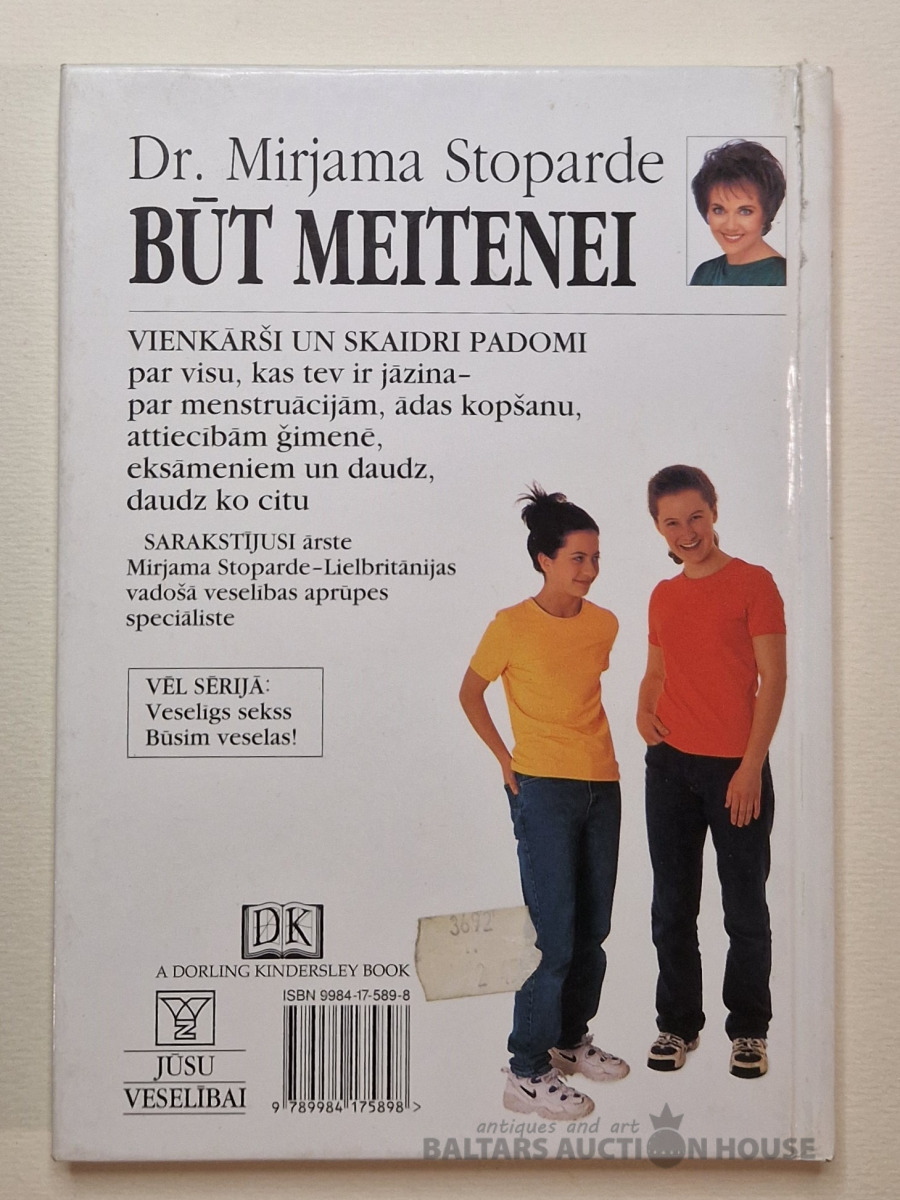 Dr. Mirjama Stoparde
BŪT MEITENEI
VIENKĀRŠI UN SKAIDRI PADOMI
par visu, kas tev ir jāzina–
par menstruācijām, ādas kopšanu,
attiecībām ģimenē,
eksāmeniem un daudz,
daudz ko citu
SARAKSTĪJUSI ārste
Mirjama Stoparde–Lielbritānijas
vadošā veselības aprūpes
speciāliste
VĒL SĒRIJĀ:
Veselīgs sekss
Būsim veselas!
DK
A DORLING KINDERSLEY BOOK
3692
2
ISBN 9984-17-589-8
JŪSU
VESELĪBAI
9 789984 175898 >
antiques and art
BALTARS AUCTION HOUSE